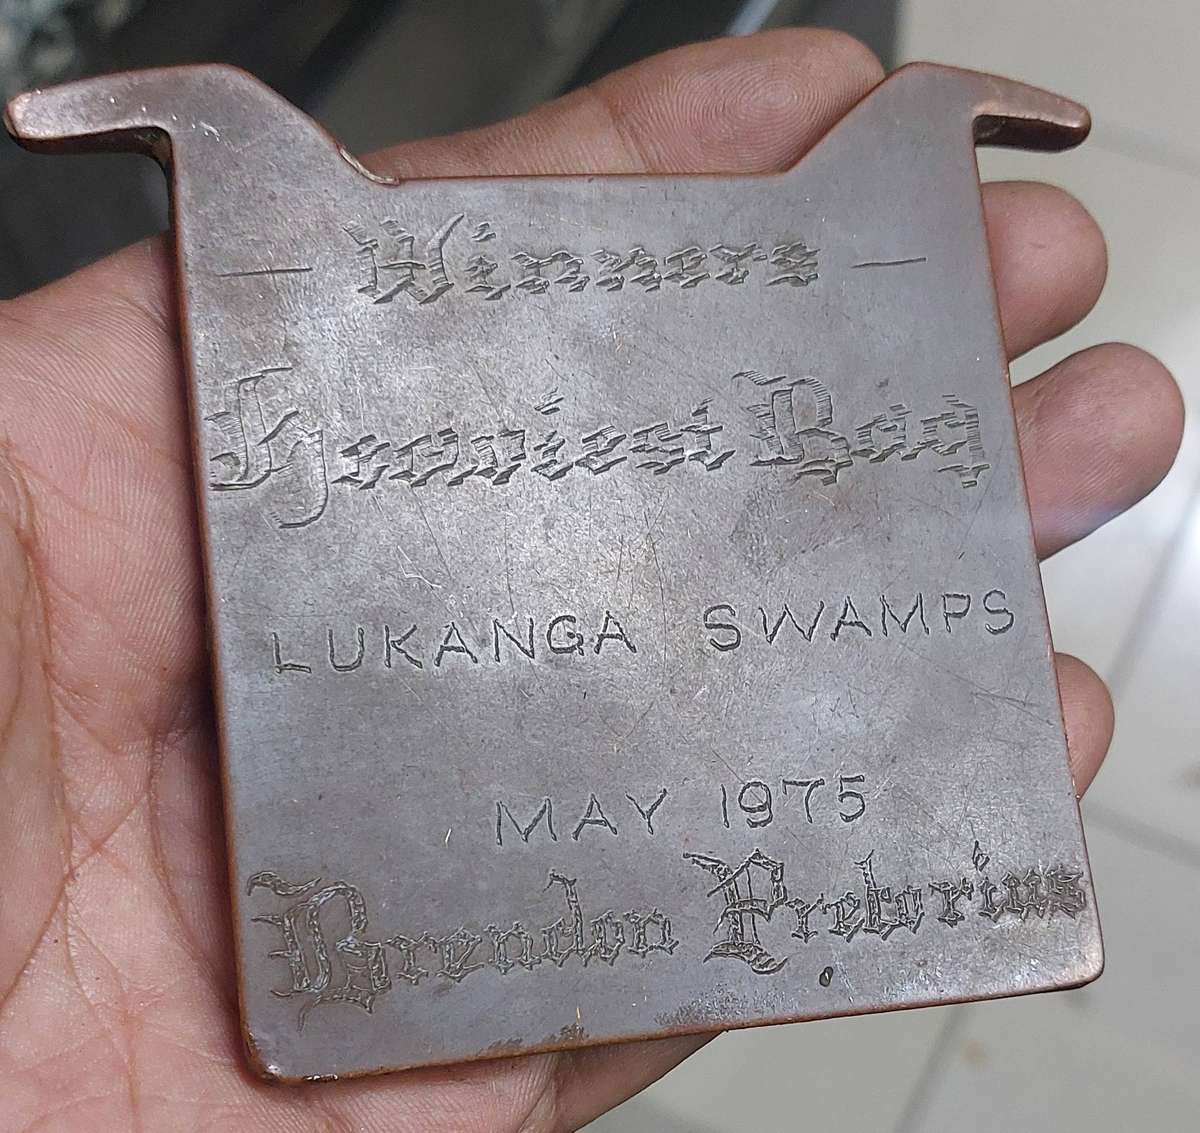 — Winners —
Heaviest Bag
LUKANGA SWAMPS
MAY 1975
Brendon Pretorius